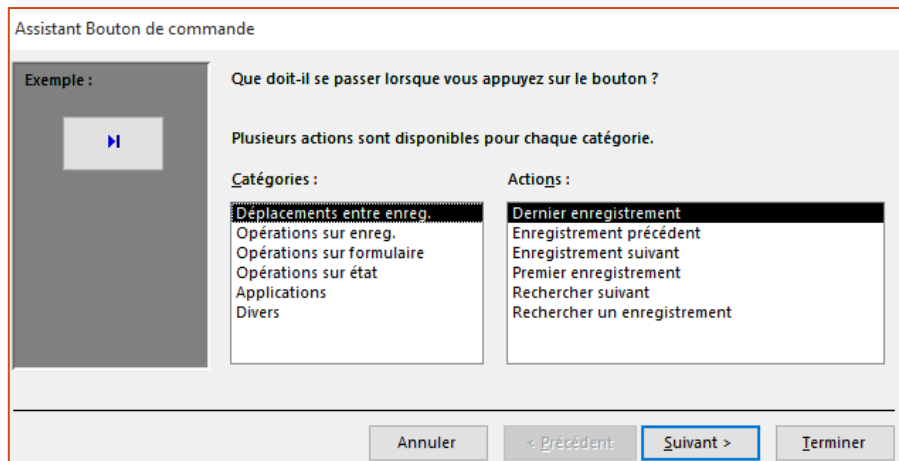 Assistant Bouton de commande
Exemple :
Que doit-il se passer lorsque vous appuyez sur le bouton ?
Plusieurs actions sont disponibles pour chaque catégorie.
Catégories :
Déplacements entre enreg.
Opérations sur enreg.
Opérations sur formulaire
Opérations sur état
Applications
Divers
Actions :
Dernier enregistrement
Enregistrement précédent
Enregistrement suivant
Premier enregistrement
Rechercher suivant
Rechercher un enregistrement
Annuler
< Précédent
Suivant >
Terminer